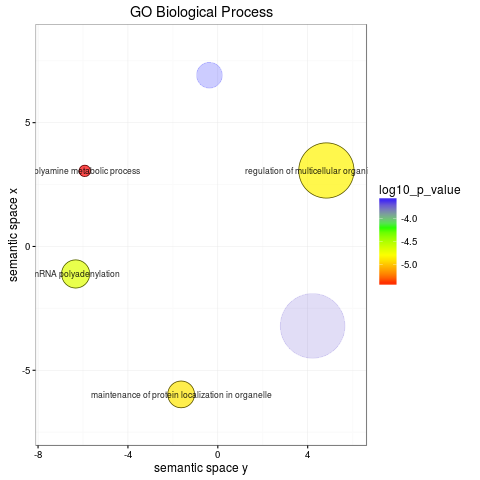 GO Biological Process
olyamine metabolic process
regulation of multicellular organi
nRNA polyadenylation
maintenance of protein localization in organelle
5
0
-5
-8
-4
0
4
semantic space x
semantic space y
log10_p_value
-4.0
-4.5
-5.0